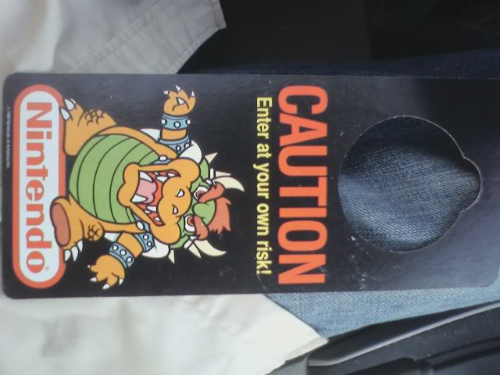 CAUTION
Enter at your own risk!
Nintendo